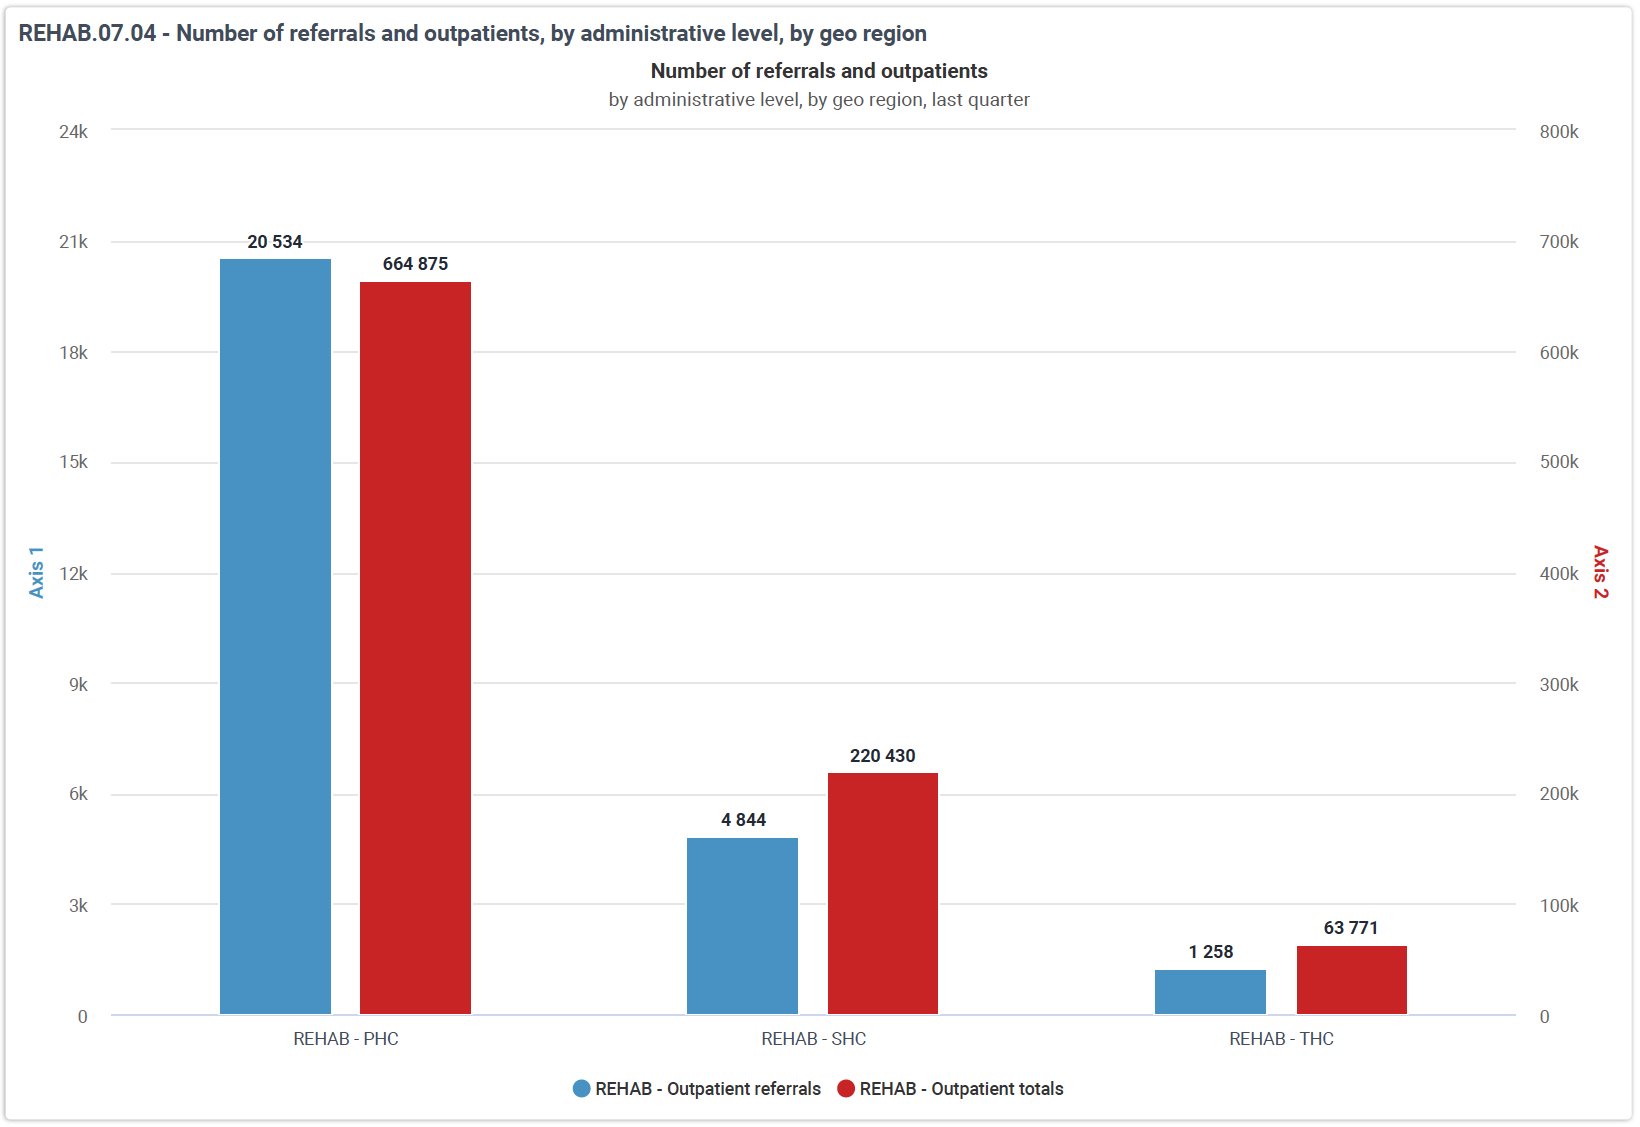 REHAB.07.04 - Number of referrals and outpatients, by administrative level, by geo region
Number of referrals and outpatients
by administrative level, by geo region, last quarter
24k
21k
18k
15k
12k
9k
6k
3k
0
Axis 1
800k
700k
600k
500k
400k
300k
200k
100k
0
Axis 2
20 534
664 875
4 844
220 430
1 258
63 771
REHAB - PHC
REHAB - SHC
REHAB - THC
REHAB - Outpatient referrals
REHAB - Outpatient totals